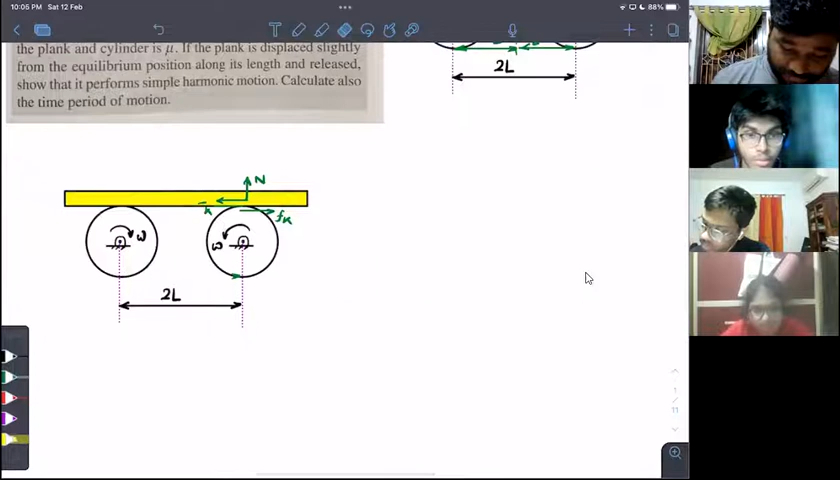 10:05 PM Sat 12 Feb
88%
the plank and cylinder is μ. If the plank is displaced slightly
from the equilibrium position along its length and released,
show that it performs simple harmonic motion. Calculate also
the time period of motion.
2L
N
fk
ω
ω
2L
1
/
11